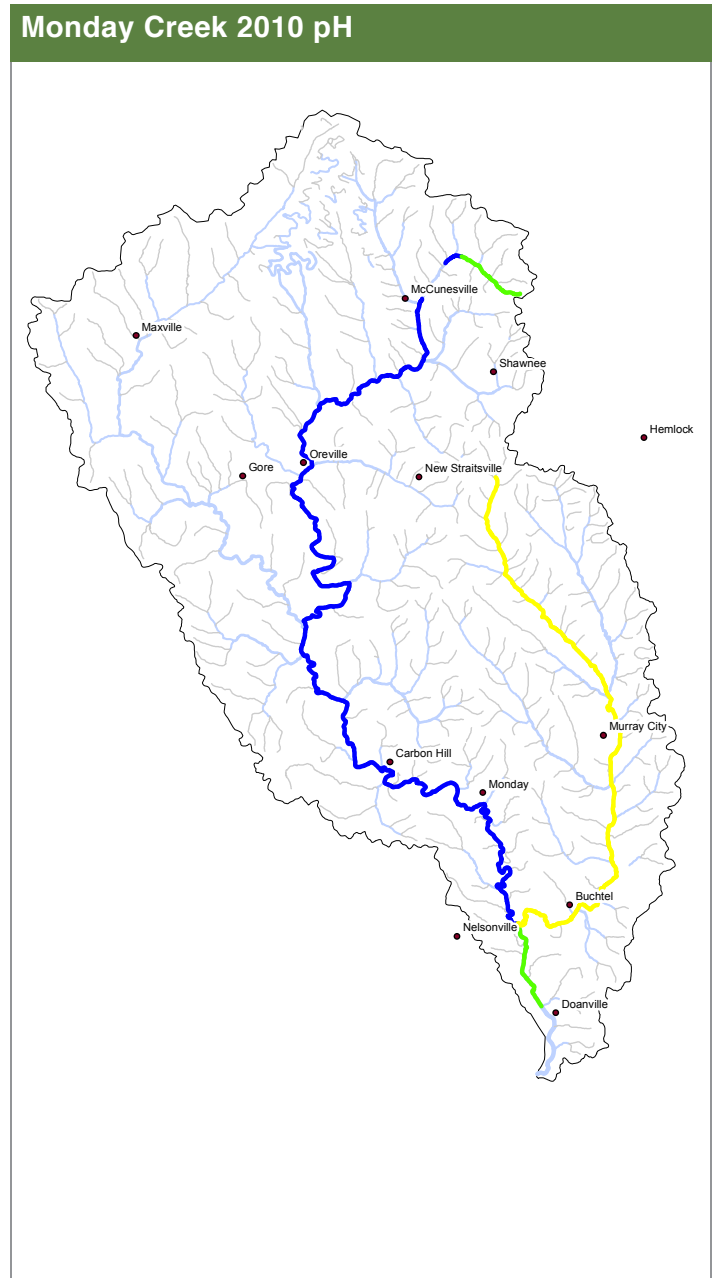 Monday Creek 2010 pH
McCunesville
Maxville
Shawnee
Hemlock
Oreville
Gore
New Straitsville
Murray City
Carbon Hill
Monday
Buchtel
Nelsonville
Doanville